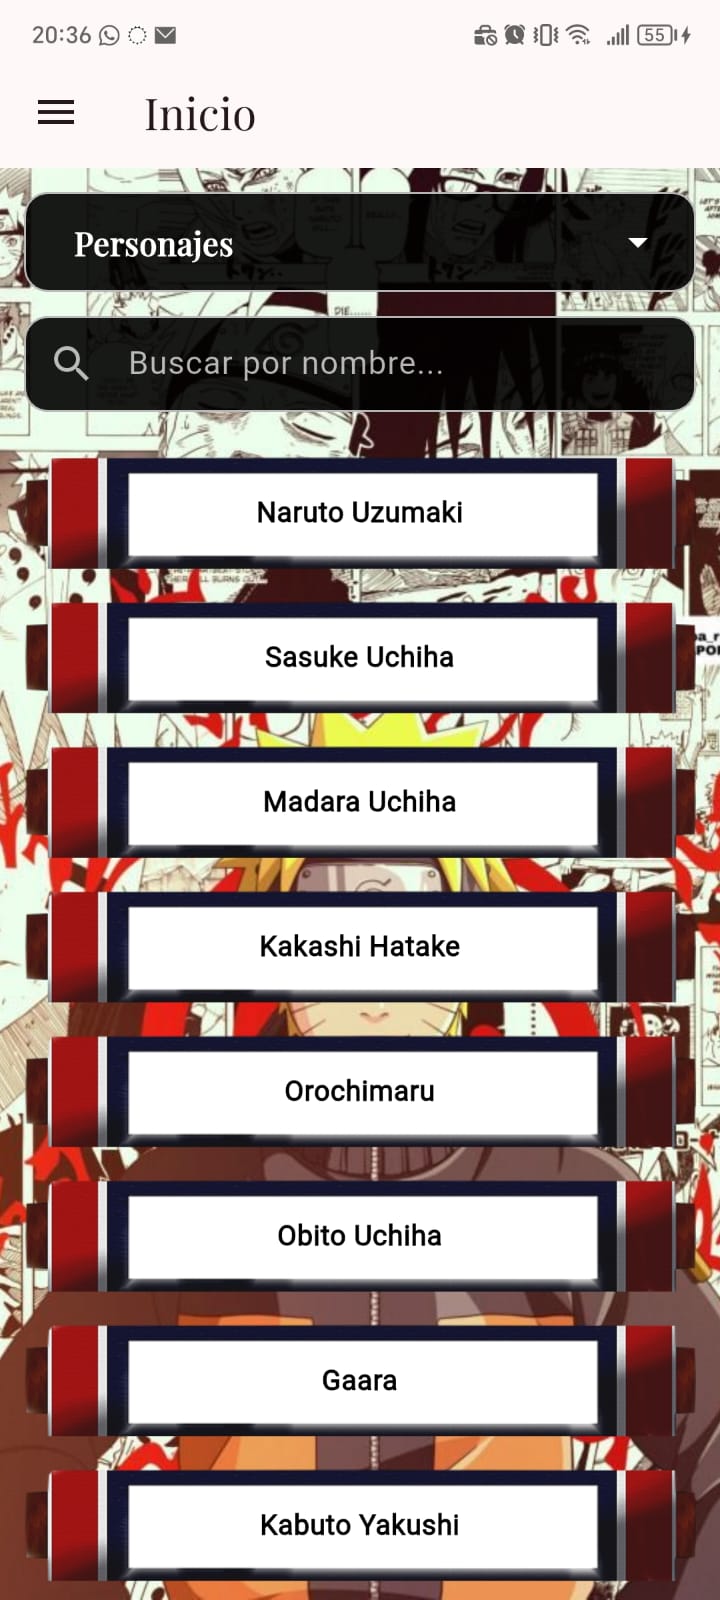 20:36
55
Inicio
Personajes
DIE......
Buscar por nombre...
Naruto Uzumaki
Sasuke Uchiha
Madara Uchiha
Kakashi Hatake
Orochimaru
Obito Uchiha
Gaara
Kabuto Yakushi